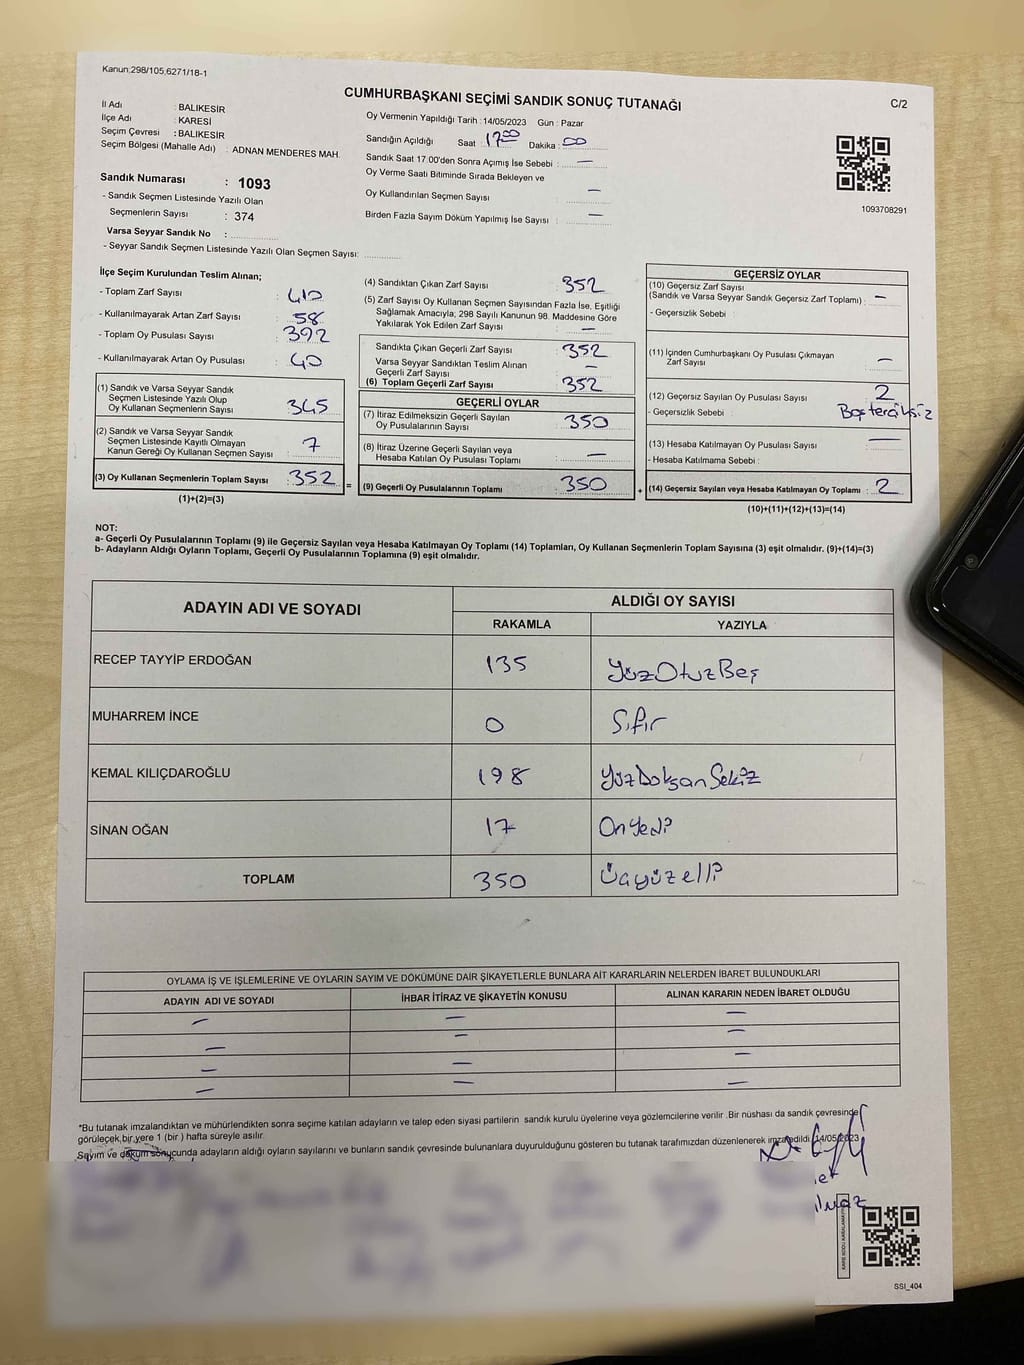 Kanun:298/105,6271/18-1
CUMHURBAŞKANI SEÇİMİ SANDIK SONUÇ TUTANAĞI
C/2
İl Adı : BALIKESİR
İlçe Adı : KARESİ
Seçim Çevresi : BALIKESİR
Seçim Bölgesi (Mahalle Adı) : ADNAN MENDERES MAH.
Sandık Numarası : 1093
- Sandık Seçmen Listesinde Yazılı Olan
Seçmenlerin Sayısı : 374
Varsa Seyyar Sandık No :
- Seyyar Sandık Seçmen Listesinde Yazılı Olan Seçmen Sayısı:
Oy Vermenin Yapıldığı Tarih : 14/05/2023 Gün : Pazar
Sandığın Açıldığı Saat 17:00 Dakika : 00
Sandık Saat 17.00'den Sonra Açımış İse Sebebi : —
Oy Verme Saati Bitiminde Sırada Bekleyen ve
Oy Kullandırılan Seçmen Sayısı —
Birden Fazla Sayım Döküm Yapılmış İse Sayısı : —
1093708291
İlçe Seçim Kurulundan Teslim Alınan;
- Toplam Zarf Sayısı : 410
- Kullanılmayarak Artan Zarf Sayısı : 58
- Toplam Oy Pusulası Sayısı : 392
- Kullanılmayarak Artan Oy Pusulası : 40
(1) Sandık ve Varsa Seyyar Sandık
Seçmen Listesinde Yazılı Olup
Oy Kullanan Seçmenlerin Sayısı : 345
(2) Sandık ve Varsa Seyyar Sandık
Seçmen Listesinde Kayıtlı Olmayan
Kanun Gereği Oy Kullanan Seçmen Sayısı : 7
(3) Oy Kullanan Seçmenlerin Toplam Sayısı : 352
(1)+(2)=(3)
(4) Sandıktan Çıkan Zarf Sayısı : 352
(5) Zarf Sayısı Oy Kullanan Seçmen Sayısından Fazla İse, Eşitliği
Sağlamak Amacıyla; 298 Sayılı Kanunun 98. Maddesine Göre
Yakılarak Yok Edilen Zarf Sayısı : —
Sandıkta Çıkan Geçerli Zarf Sayısı : 352
Varsa Seyyar Sandıktan Teslim Alınan
Geçerli Zarf Sayısı : —
(6) Toplam Geçerli Zarf Sayısı : 352
GEÇERLİ OYLAR
(7) İtiraz Edilmeksizin Geçerli Sayılan
Oy Pusulalarının Sayısı : 350
(8) İtiraz Üzerine Geçerli Sayılan veya
Hesaba Katılan Oy Pusulası Toplamı : —
= (9) Geçerli Oy Pusulalarının Toplamı : 350
GEÇERSİZ OYLAR
(10) Geçersiz Zarf Sayısı
(Sandık ve Varsa Seyyar Sandık Geçersiz Zarf Toplamı) : —
- Geçersizlik Sebebi :
(11) İçinden Cumhurbaşkanı Oy Pusulası Çıkmayan
Zarf Sayısı : —
(12) Geçersiz Sayılan Oy Pusulası Sayısı : 2
- Geçersizlik Sebebi : Boş tercihsiz
(13) Hesaba Katılmayan Oy Pusulası Sayısı : —
- Hesaba Katılmama Sebebi :
+ (14) Geçersiz Sayılan veya Hesaba Katılmayan Oy Toplamı : 2
(10)+(11)+(12)+(13)=(14)
NOT:
a- Geçerli Oy Pusulalarının Toplamı (9) ile Geçersiz Sayılan veya Hesaba Katılmayan Oy Toplamı (14) Toplamları, Oy Kullanan Seçmenlerin Toplam Sayısına (3) eşit olmalıdır. (9)+(14)=(3)
b- Adayların Aldığı Oyların Toplamı, Geçerli Oy Pusulalarının Toplamına (9) eşit olmalıdır.
ADAYIN ADI VE SOYADI
ALDIĞI OY SAYISI
RAKAMLA YAZIYLA
RECEP TAYYİP ERDOĞAN 135 YüzOtuzBeş
MUHARREM İNCE 0 Sıfır
KEMAL KILIÇDAROĞLU 198 YüzDoksanSekiz
SİNAN OĞAN 17 OnYedi
TOPLAM 350 Üçyüzelli
OYLAMA İŞ VE IŞLEMLERINE VE OYLARIN SAYIM VE DÖKÜMÜNE DAİR ŞİKAYETLERLE BUNLARA AİT KARARLARIN NELERDEN İBARET BULUNDUKLARI
ADAYIN ADI VE SOYADI İHBAR İTİRAZ VE ŞİKAYETİN KONUSU ALINAN KARARIN NEDEN İBARET OLDUĞU
— — —
— — —
— — —
— — —
*Bu tutanak imzalandıktan ve mühürlendikten sonra seçime katılan adayların ve talep eden siyasi partilerin sandık kurulu üyelerine veya gözlemcilerine verilir .Bir nüshası da sandık çevresinde
görüleçek bir yere 1 (bir ) hafta süreyle asılır.
Sayım ve döküm sonucunda adayların aldığı oyların sayılarını ve bunların sandık çevresinde bulunanlara duyurulduğunu gösteren bu tutanak tarafımızdan düzenlenerek imza edildi. 14/05/2023
SSI_404